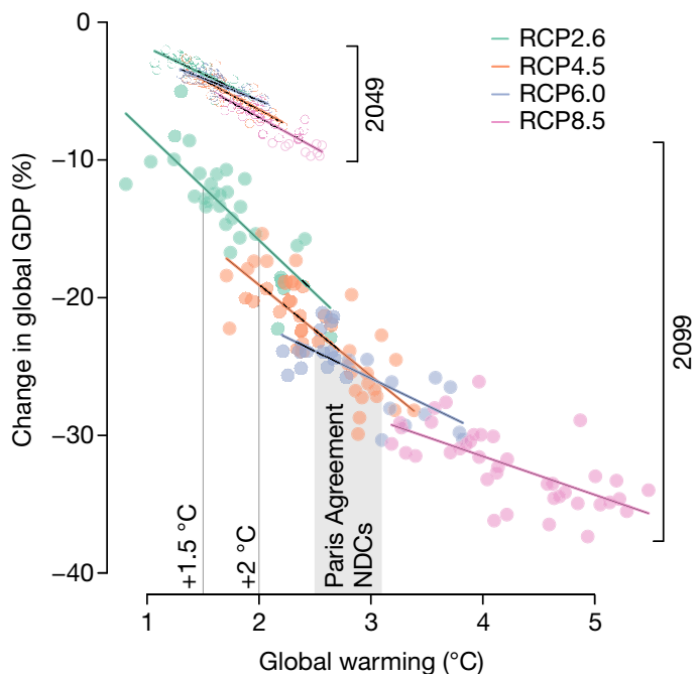 0
−10
−20
−30
−40
Change in global GDP (%)
RCP2.6
RCP4.5
RCP6.0
RCP8.5
2049
2099
+1.5 °C
+2 °C
Paris Agreement
NDCs
1
2
3
4
5
Global warming (°C)